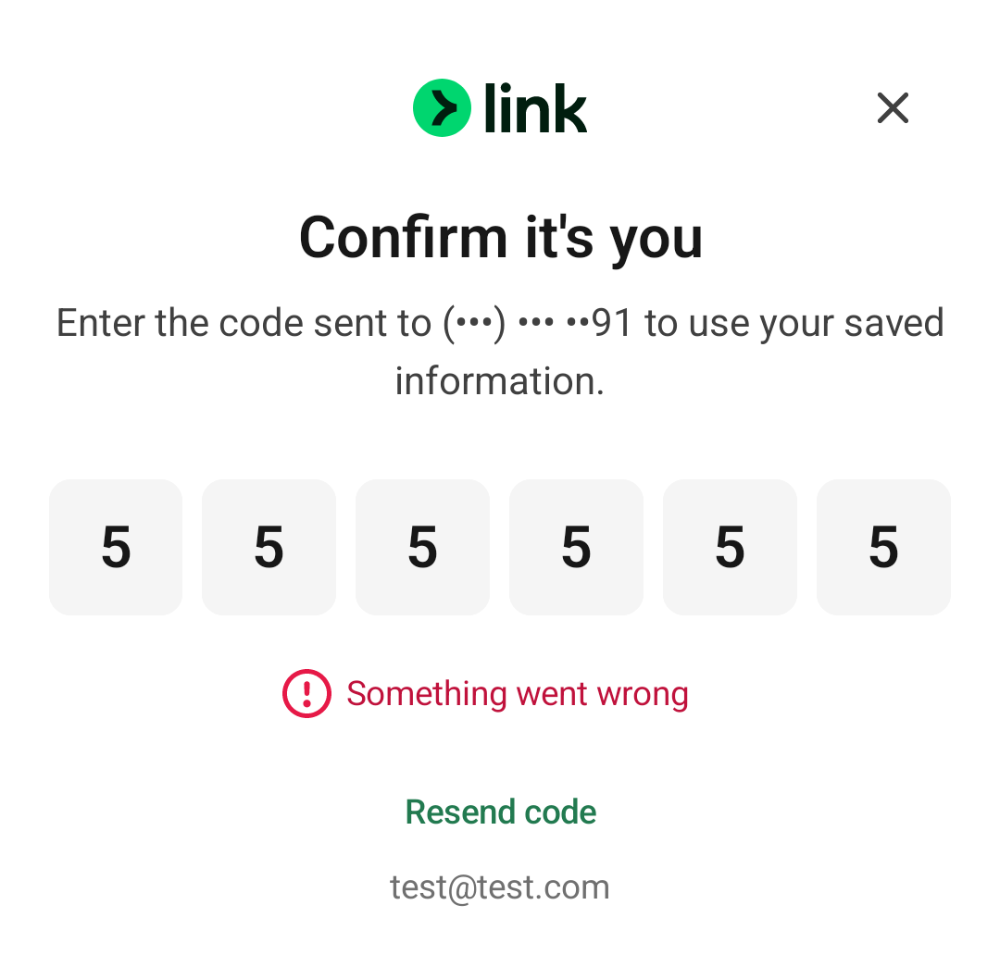 link
Confirm it's you
Enter the code sent to (•••) ••• ••91 to use your saved
information.
5 5 5 5 5 5
Something went wrong
Resend code
test@test.com